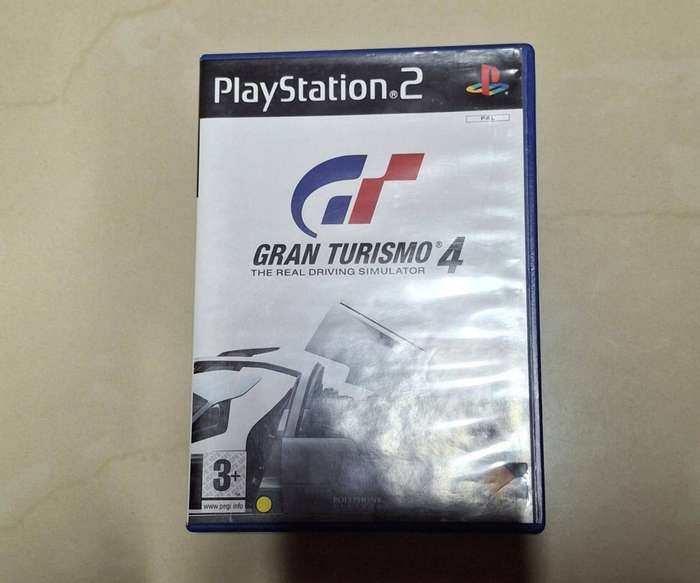 PlayStation®2
PAL
GRAN TURISMO® 4
THE REAL DRIVING SIMULATOR
3+
www.pegi.info
POLYPHONY